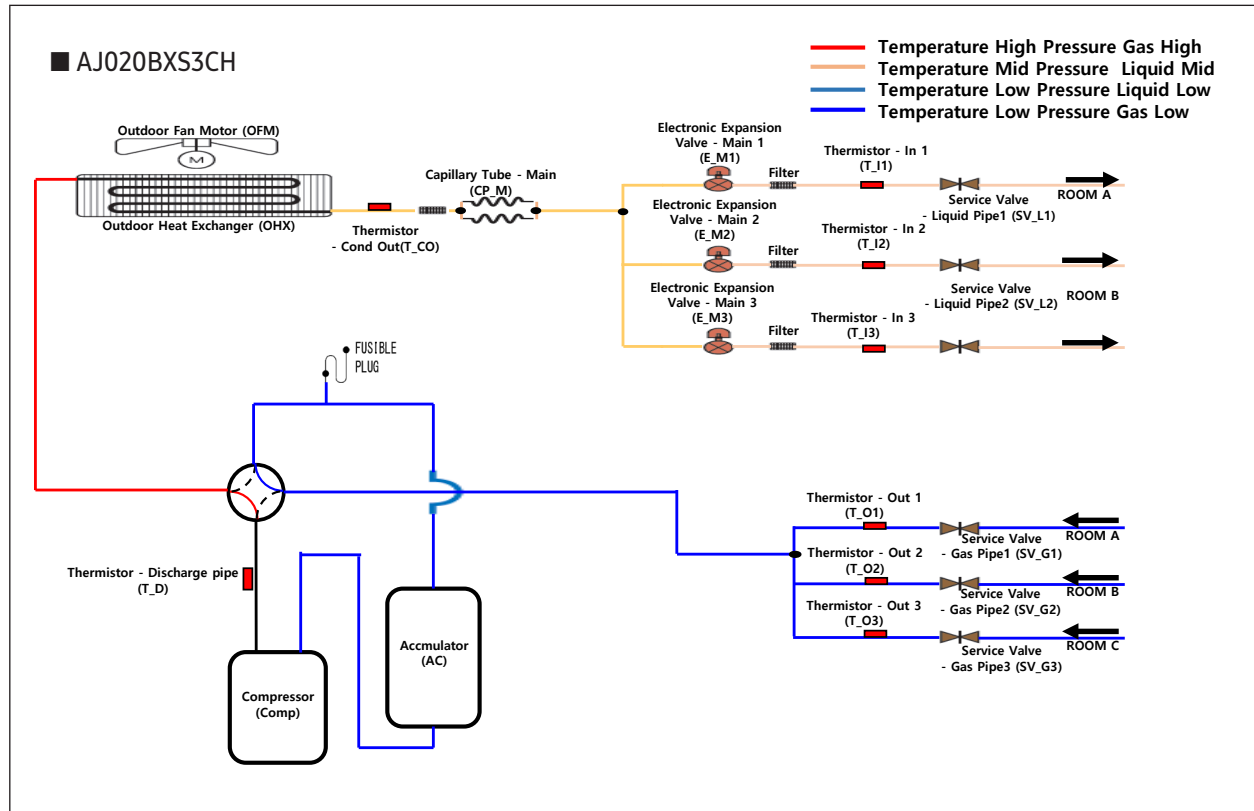 ■ AJ020BXS3CH
Temperature High Pressure Gas High
Temperature Mid Pressure Liquid Mid
Temperature Low Pressure Liquid Low
Temperature Low Pressure Gas Low
Outdoor Fan Motor (OFM)
M
Outdoor Heat Exchanger (OHX)
Thermistor
- Cond Out(T_CO)
Capillary Tube - Main
(CP_M)
Electronic Expansion
Valve - Main 1
(E_M1)
Filter
Thermistor - In 1
(T_I1)
Service Valve
- Liquid Pipe1 (SV_L1)
ROOM A
Electronic Expansion
Valve - Main 2
(E_M2)
Filter
Thermistor - In 2
(T_I2)
Service Valve
- Liquid Pipe2 (SV_L2)
ROOM B
Electronic Expansion
Valve - Main 3
(E_M3)
Filter
Thermistor - In 3
(T_I3)
FUSIBLE
PLUG
Thermistor - Discharge pipe
(T_D)
Compressor
(Comp)
Accmulator
(AC)
Thermistor - Out 1
(T_O1)
Service Valve
- Gas Pipe1 (SV_G1)
ROOM A
Thermistor - Out 2
(T_O2)
Service Valve
- Gas Pipe2 (SV_G2)
ROOM B
Thermistor - Out 3
(T_O3)
Service Valve
- Gas Pipe3 (SV_G3)
ROOM C